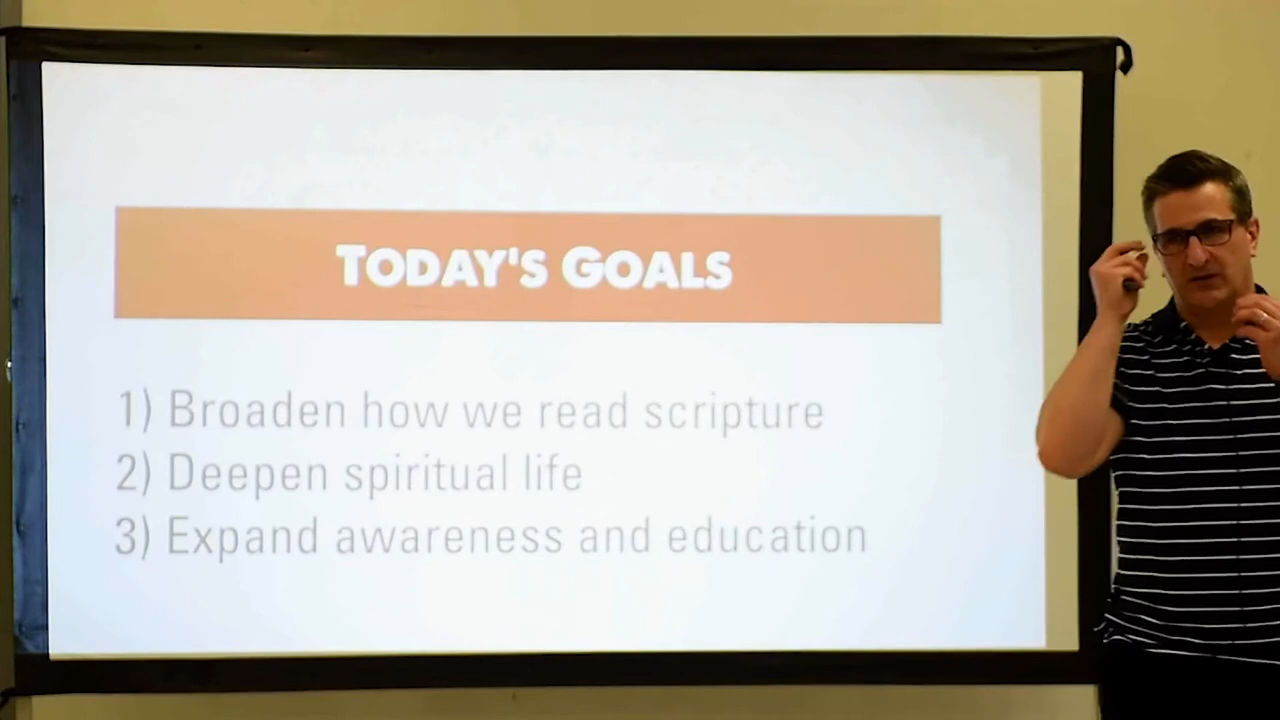 TODAY'S GOALS
1) Broaden how we read scripture
2) Deepen spiritual life
3) Expand awareness and education